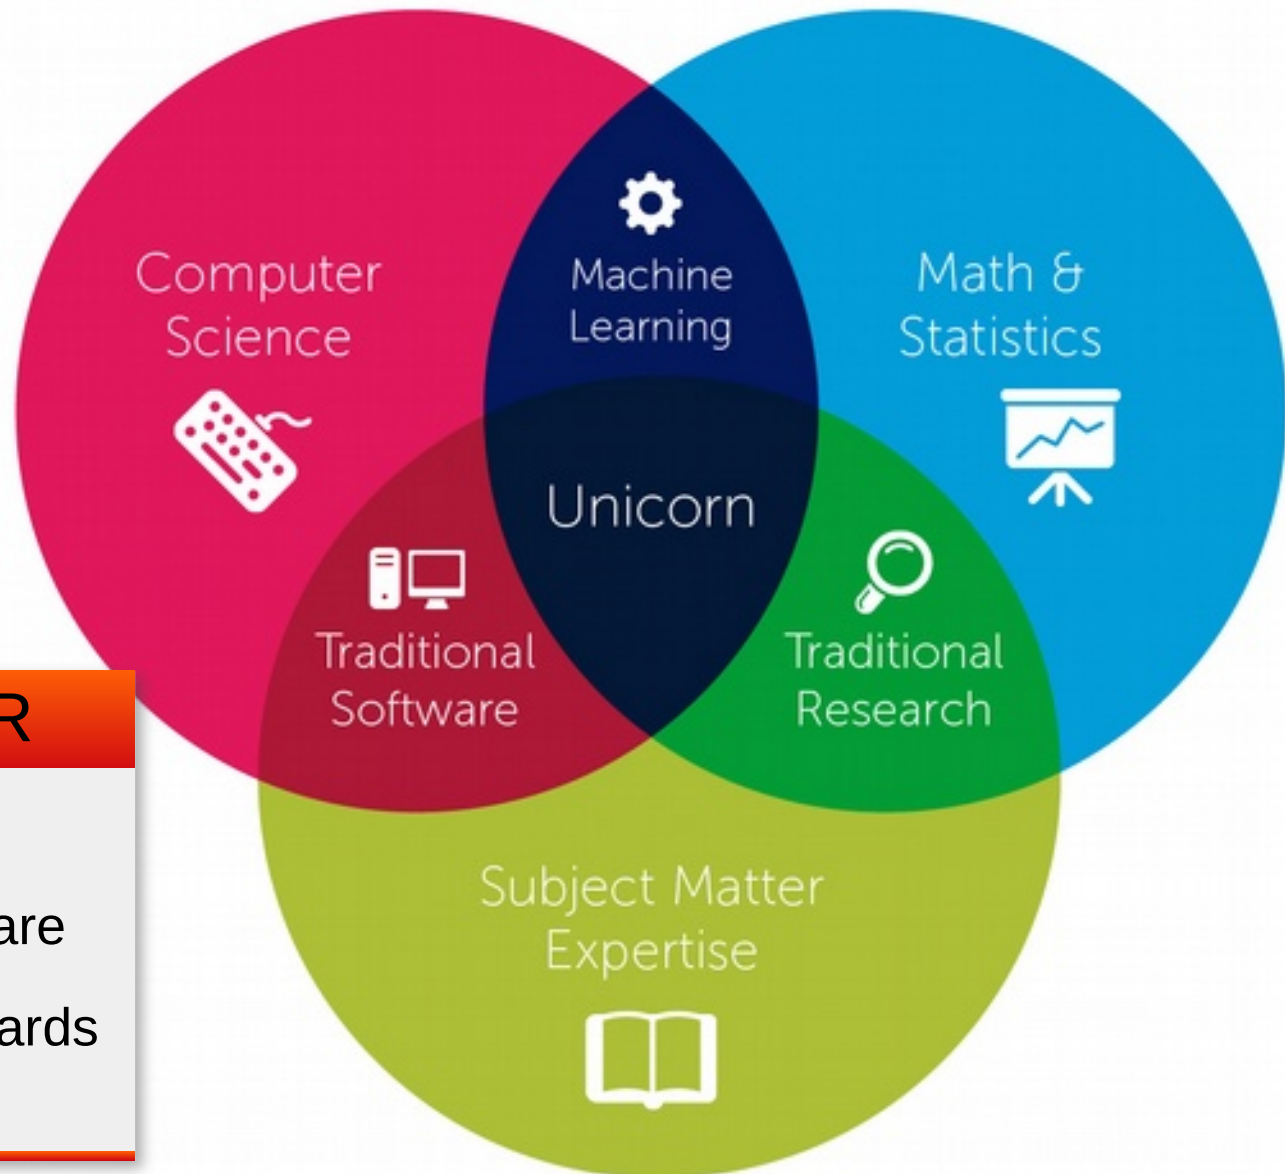 Computer
Science
Machine
Learning
Math &
Statistics
Unicorn
Traditional
Software
Traditional
Research
Subject Matter
Expertise
R
are
ards